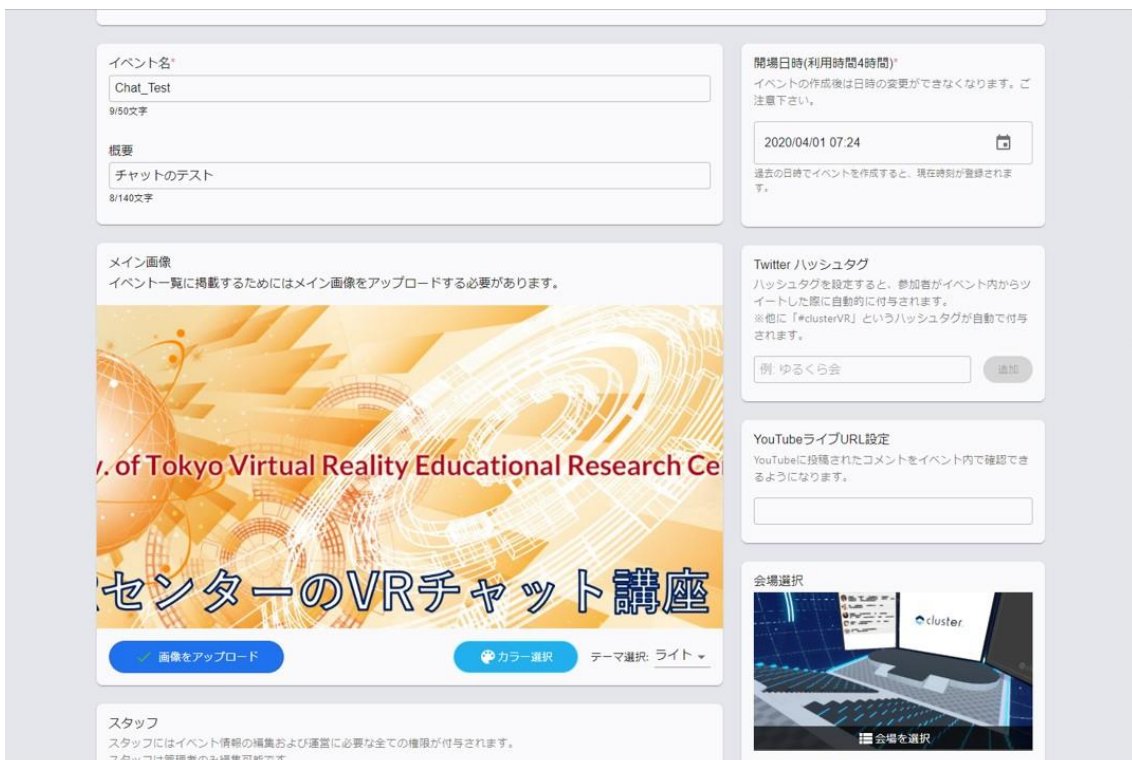 イベント名*
Chat_Test
9/50文字
概要
チャットのテスト
8/140文字
メイン画像
イベント一覧に掲載するためにはメイン画像をアップロードする必要があります。
. of Tokyo Virtual Reality Educational Research Ce
センターのVRチャット講座
画像をアップロード
カラー選択
テーマ選択: ライト
スタッフ
スタッフにはイベント情報の編集および運営に必要な全ての権限が付与されます。
スタッフは管理者のみ編集可能です
開場日時(利用時間4時間)*
イベントの作成後は日時の変更ができなくなります。ご
注意下さい。
2020/04/01 07:24
過去の日時でイベントを作成すると、現在時刻が登録されま
す。
Twitter ハッシュタグ
ハッシュタグを設定すると、参加者がイベント内からツ
イートした際に自動的に付与されます。
※他に「#clusterVR」というハッシュタグが自動で付与
されます。
例: ゆるくら会
追加
YouTubeライブURL設定
YouTubeに投稿されたコメントをイベント内で確認でき
るようになります。
会場選択
cluster
会場を選択